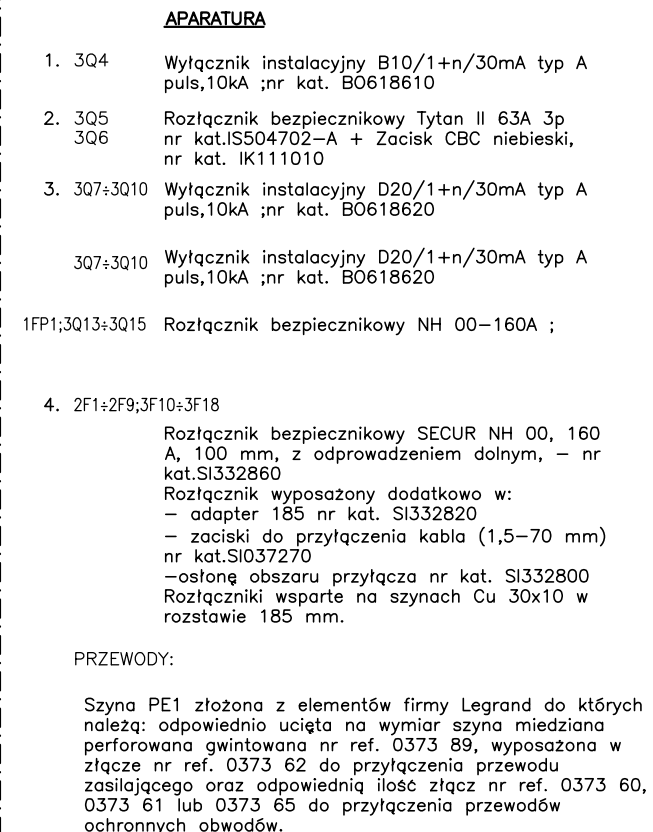 APARATURA
1. 3Q4 Wyłącznik instalacyjny B10/1+n/30mA typ A
puls,10kA ;nr kat. BO618610
2. 3Q5 Rozłącznik bezpiecznikowy Tytan II 63A 3p
3Q6 nr kat.IS504702-A + Zacisk CBC niebieski,
nr kat. IK111010
3. 3Q7÷3Q10 Wyłącznik instalacyjny D20/1+n/30mA typ A
puls,10kA ;nr kat. BO618620
3Q7÷3Q10 Wyłącznik instalacyjny D20/1+n/30mA typ A
puls,10kA ;nr kat. BO618620
1FP1;3Q13÷3Q15 Rozłącznik bezpiecznikowy NH 00-160A ;
4. 2F1÷2F9;3F10÷3F18
Rozłącznik bezpiecznikowy SECUR NH 00, 160
A, 100 mm, z odprowadzeniem dolnym, - nr
kat.SI332860
Rozłącznik wyposażony dodatkowo w:
- adapter 185 nr kat. SI332820
- zaciski do przyłączenia kabla (1,5-70 mm)
nr kat.SI037270
-osłonę obszaru przyłącza nr kat. SI332800
Rozłączniki wsparte na szynach Cu 30x10 w
rozstawie 185 mm.
PRZEWODY:
Szyna PE1 złożona z elementów firmy Legrand do których
należą: odpowiednio ucięta na wymiar szyna miedziana
perforowana gwintowana nr ref. 0373 89, wyposażona w
złącze nr ref. 0373 62 do przyłączenia przewodu
zasilającego oraz odpowiednią ilość złącz nr ref. 0373 60,
0373 61 lub 0373 65 do przyłączenia przewodów
ochronnych obwodów.